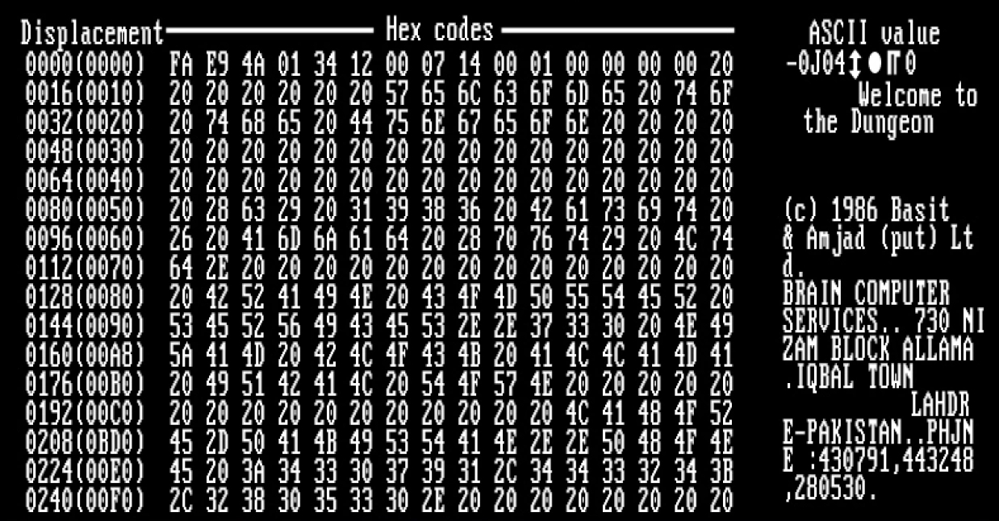 Displacement Hex codes ASCII value
0000(0000) FA E9 4A 01 34 12 00 07 14 00 01 00 00 00 00 20 -0J04↕●π0
0016(0010) 20 20 20 20 20 20 57 65 6C 63 6F 6D 65 20 74 6F Welcome to
0032(0020) 20 74 68 65 20 44 75 6E 67 65 6F 6E 20 20 20 20 the Dungeon
0048(0030) 20 20 20 20 20 20 20 20 20 20 20 20 20 20 20 20
0064(0040) 20 20 20 20 20 20 20 20 20 20 20 20 20 20 20 20
0080(0050) 20 28 63 29 20 31 39 38 36 20 42 61 73 69 74 20 (c) 1986 Basit
0096(0060) 26 20 41 6D 6A 61 64 20 28 70 76 74 29 20 4C 74 & Amjad (put) Lt
0112(0070) 64 2E 20 20 20 20 20 20 20 20 20 20 20 20 20 20 d.
0128(0080) 20 42 52 41 49 4E 20 43 4F 4D 50 55 54 45 52 20 BRAIN COMPUTER
0144(0090) 53 45 52 56 49 43 45 53 2E 2E 37 33 30 20 4E 49 SERVICES.. 730 NI
0160(00A8) 5A 41 4D 20 42 4C 4F 43 4B 20 41 4C 4C 41 4D 41 ZAM BLOCK ALLAMA
0176(00B0) 20 49 51 42 41 4C 20 54 4F 57 4E 20 20 20 20 20 .IQBAL TOWN
0192(00C0) 20 20 20 20 20 20 20 20 20 20 20 4C 41 48 4F 52 LAHDR
0208(0BD0) 45 2D 50 41 4B 49 53 54 41 4E 2E 2E 50 48 4F 4E E-PAKISTAN..PHJN
0224(00E0) 45 20 3A 34 33 30 37 39 31 2C 34 34 33 32 34 3B E :430791,443248
0240(00F0) 2C 32 38 30 35 33 30 2E 20 20 20 20 20 20 20 20 ,280530.